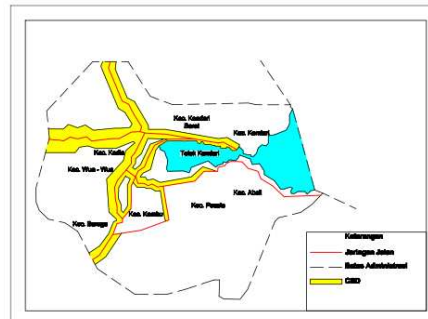 Kec. Kendari
Barat
Kec. Kendari
Kec. Kadia
Teluk Kendari
Kec. Wua - Wua
Kec. Abeli
Kec. Poasia
Kec. Kambu
Kec. Baruga
Keterangan
Jaringan Jalan
Batas Administrasi
CBD